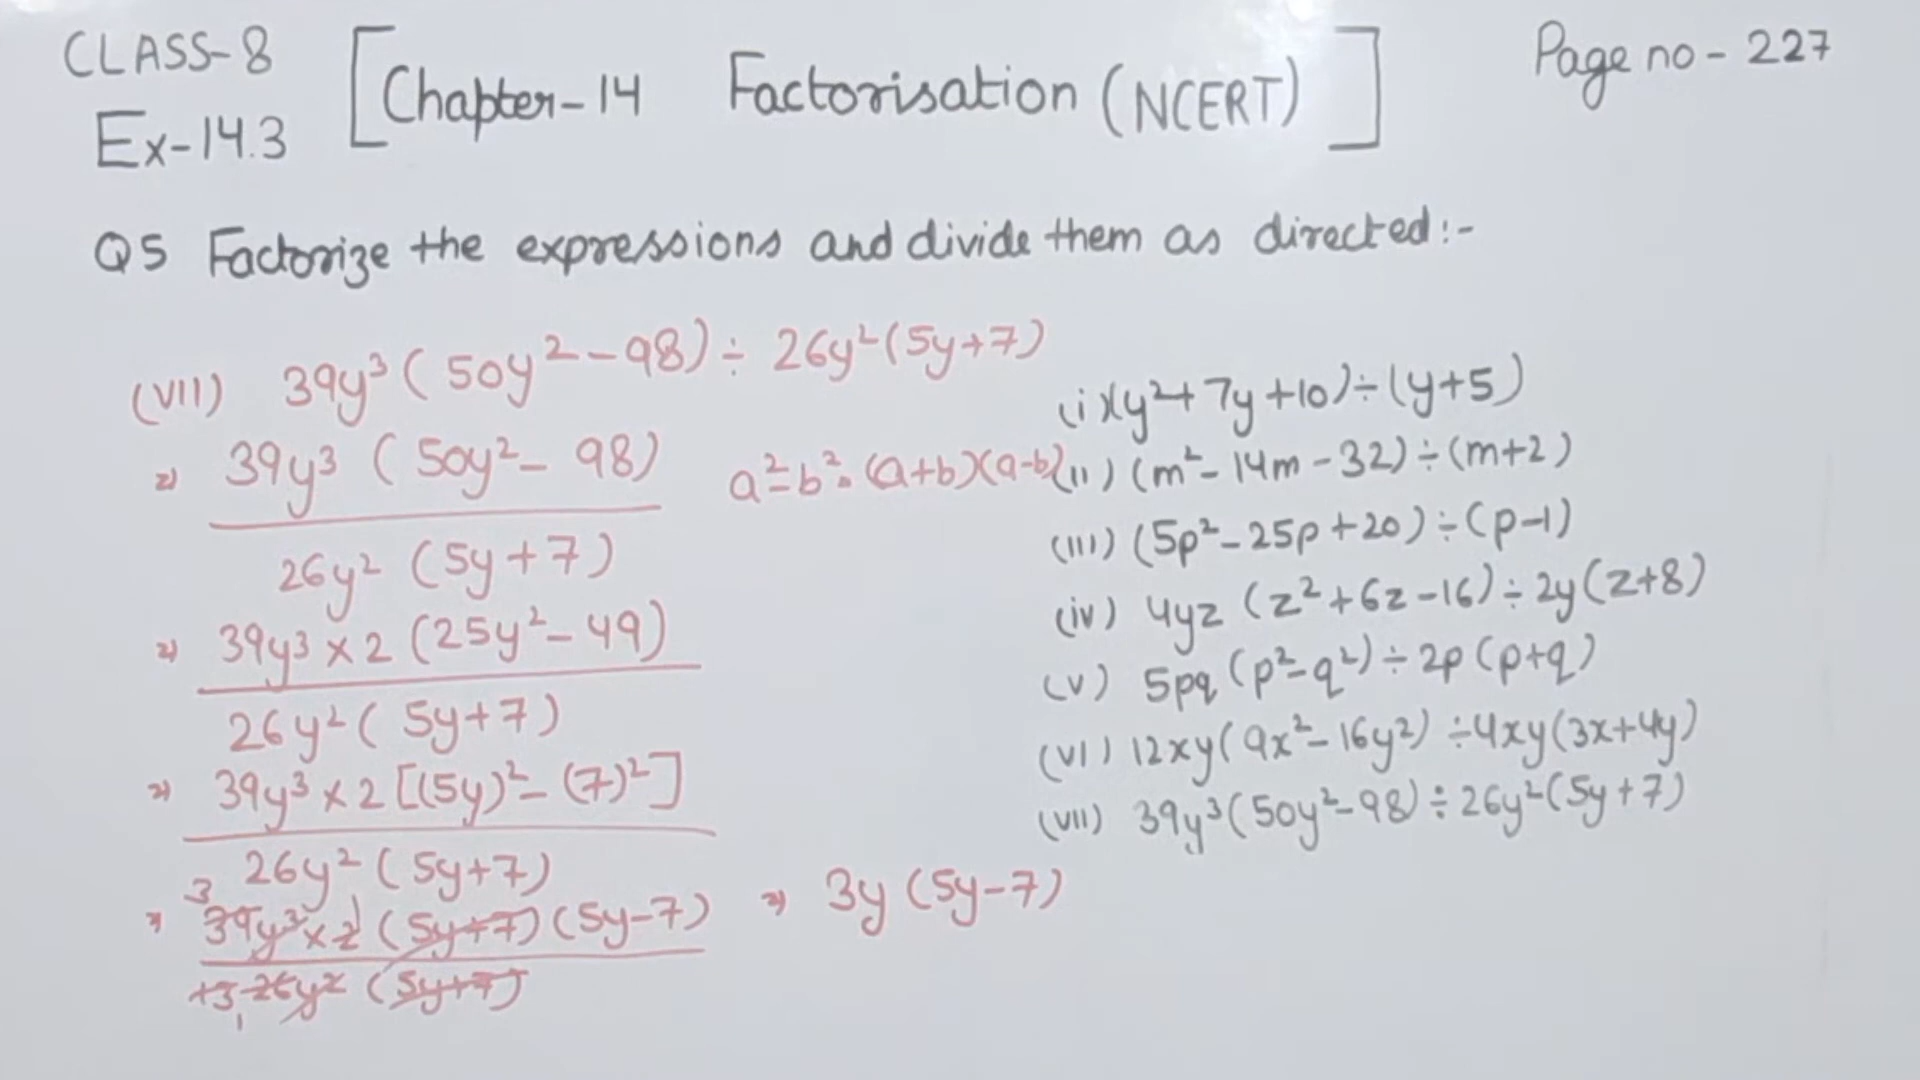 CLASS-8
Ex-14.3
[Chapter-14 Factorisation (NCERT)]
Page no - 227
Q5 Factorize the expressions and divide them as directed:-
(VII) 39y³(50y²-98) ÷ 26y²(5y+7)
⇒ 39y³(50y²-98)
26y²(5y+7)
a²-b²=(a+b)(a-b)
⇒ 39y³×2(25y²-49)
26y²(5y+7)
⇒ 39y³×2[(5y)²-(7)²]
26y²(5y+7)
3 1
⇒ 39y³×2(5y+7)(5y-7) ⇒ 3y(5y-7)
13 26y²(5y+7)
1
(i)(y²+7y+10)÷(y+5)
(ii)(m²-14m-32)÷(m+2)
(iii)(5p²-25p+20)÷(p-1)
(iv) 4yz(z²+6z-16)÷2y(z+8)
(v) 5pq(p²-q²)÷2p(p+q)
(vi) 12xy(9x²-16y²)÷4xy(3x+4y)
(vii) 39y³(50y²-98)÷26y²(5y+7)